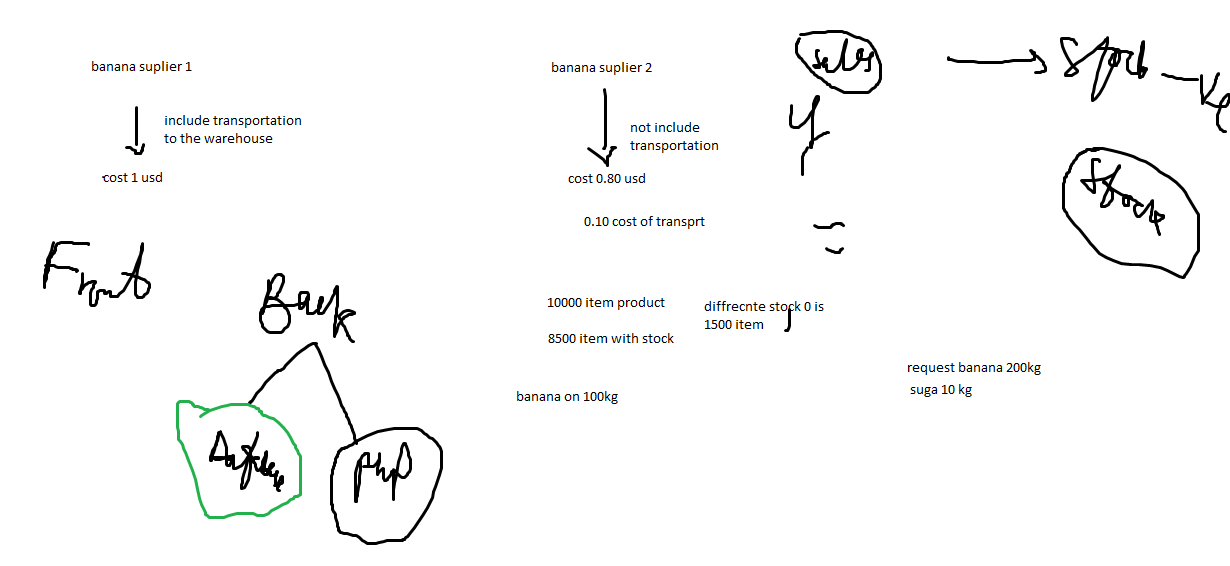 banana suplier 1
include transportation
to the warehouse
cost 1 usd
banana suplier 2
not include
transportation
cost 0.80 usd
0.10 cost of transprt
sales
Stock
Stock
Front
Back
Database
PHP
10000 item product
8500 item with stock
diffrecnte stock 0 is
1500 item
banana on 100kg
request banana 200kg
suga 10 kg